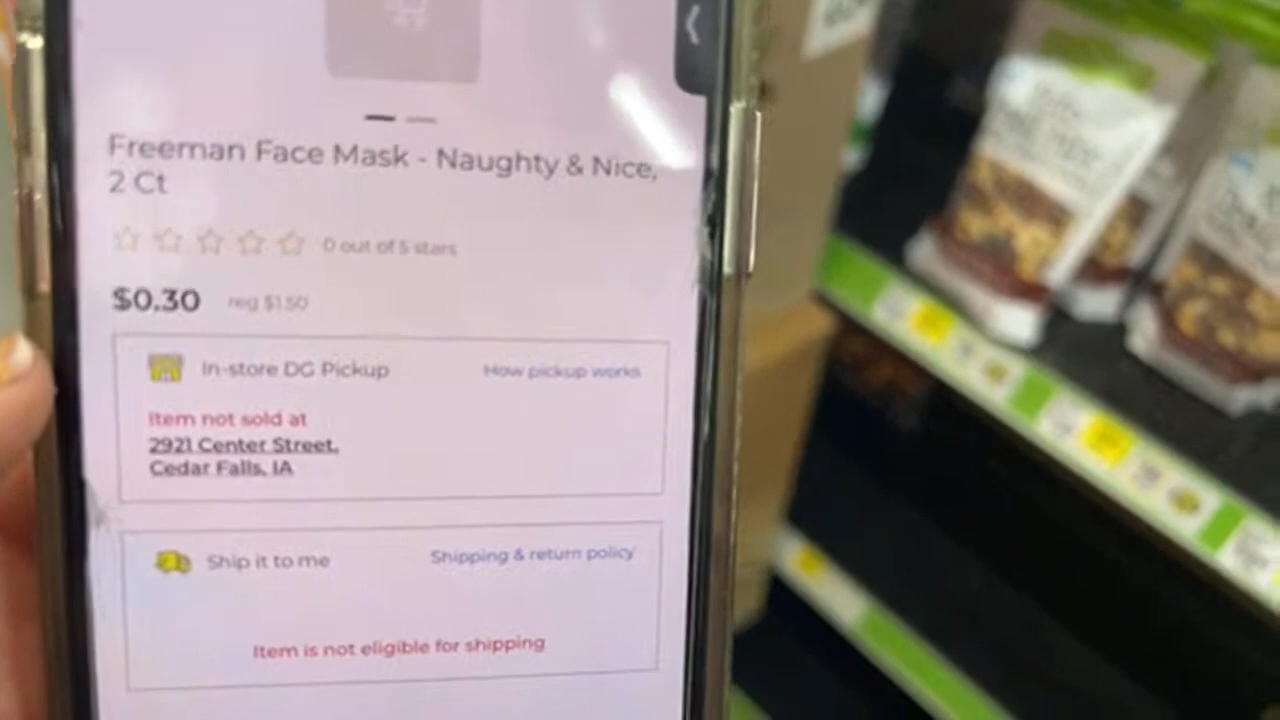 Freeman Face Mask - Naughty & Nice,
2 Ct
0 out of 5 stars
$0.30 reg $1.50
In-store DG Pickup How pickup works
Item not sold at
2921 Center Street,
Cedar Falls, IA
Ship it to me Shipping & return policy
Item is not eligible for shipping